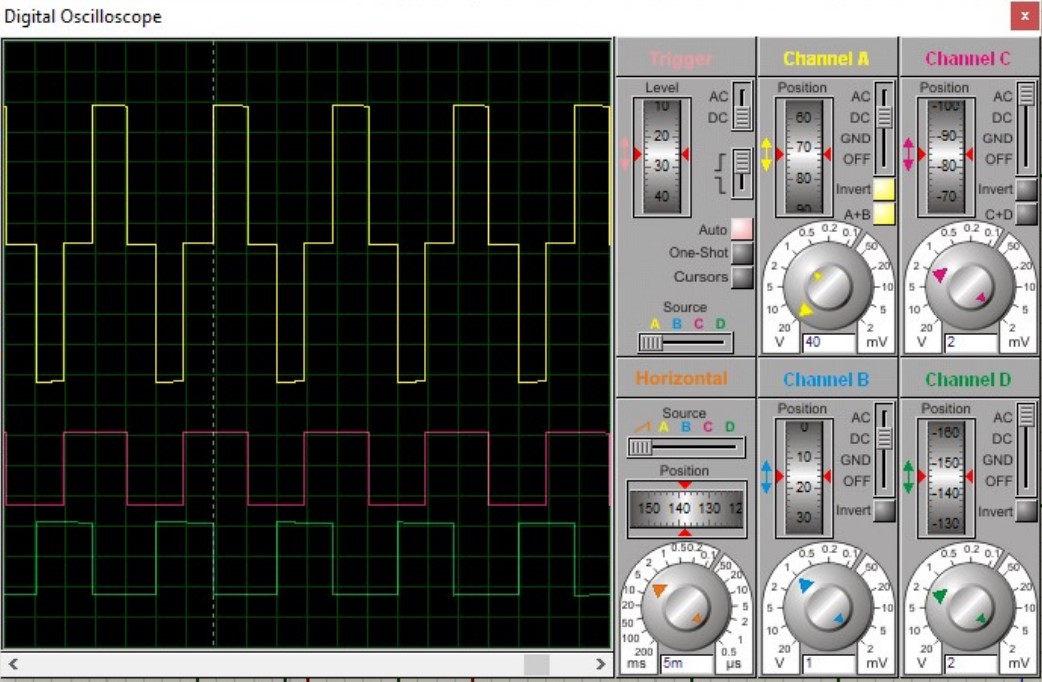 Digital Oscilloscope
x
Trigger
Level
10
20
30
40
AC
DC
Auto
One-Shot
Cursors
Source
A B C D
Channel A
Position
60
70
80
90
AC
DC
GND
OFF
Invert
A+B
20 10 5 2 1 0.5 0.2 0.1 50 20 10 5 2
V 40 mV
Channel C
Position
-100
-90
-80
-70
AC
DC
GND
OFF
Invert
C+D
20 10 5 2 1 0.5 0.2 0.1 50 20 10 5 2
V 2 mV
Horizontal
Source
A B C D
Position
150 140 130 12
200 100 50 20 10 5 2 1 0.5 0.2 0.1 50 20 10 5 2 1 0.5
ms 5m µs
Channel B
Position
0
10
20
30
AC
DC
GND
OFF
Invert
20 10 5 2 1 0.5 0.2 0.1 50 20 10 5 2
V 1 mV
Channel D
Position
-160
-150
-140
-130
AC
DC
GND
OFF
Invert
20 10 5 2 1 0.5 0.2 0.1 50 20 10 5 2
V 2 mV